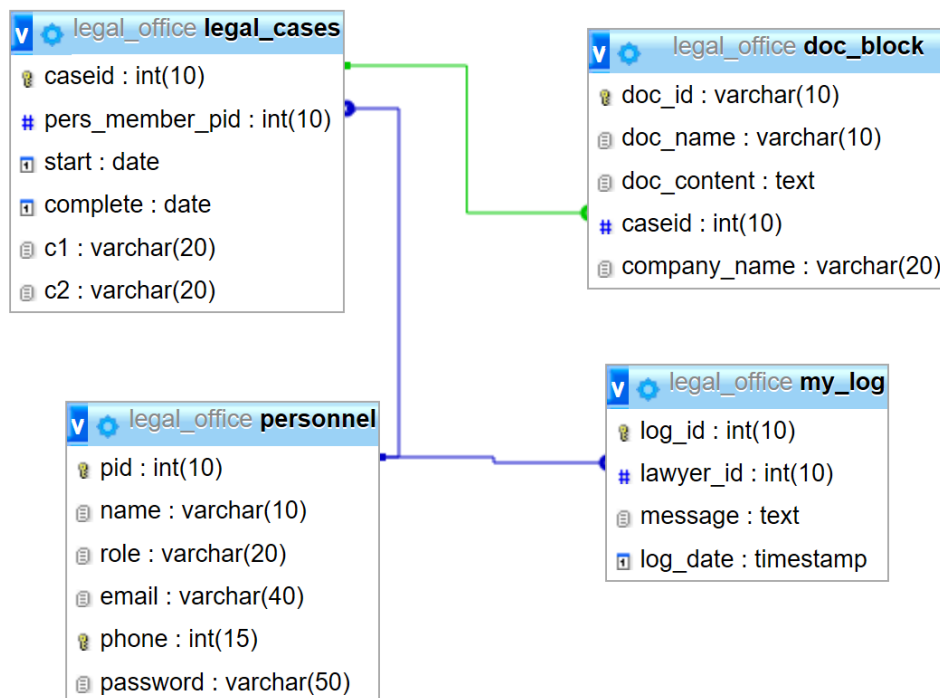 legal_office legal_cases
caseid : int(10)
pers_member_pid : int(10)
start : date
complete : date
c1 : varchar(20)
c2 : varchar(20)
legal_office doc_block
doc_id : varchar(10)
doc_name : varchar(10)
doc_content : text
caseid : int(10)
company_name : varchar(20)
legal_office personnel
pid : int(10)
name : varchar(10)
role : varchar(20)
email : varchar(40)
phone : int(15)
password : varchar(50)
legal_office my_log
log_id : int(10)
lawyer_id : int(10)
message : text
log_date : timestamp